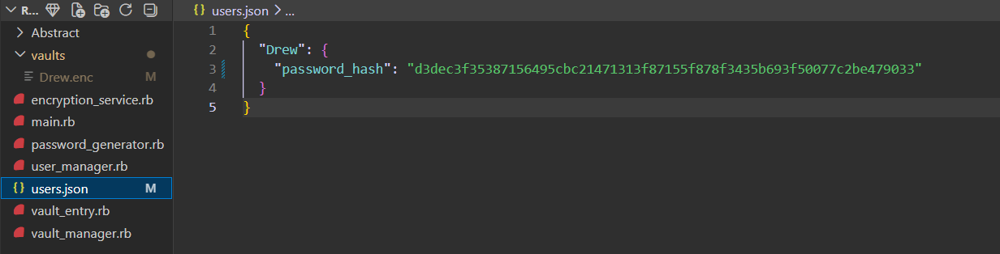 R...
Abstract
vaults
Drew.enc M
encryption_service.rb
main.rb
password_generator.rb
user_manager.rb
users.json M
vault_entry.rb
vault_manager.rb
{} users.json > ...
1 {
2 "Drew": {
3 "password_hash": "d3dec3f35387156495cbc21471313f87155f878f3435b693f50077c2be479033"
4 }
5 }